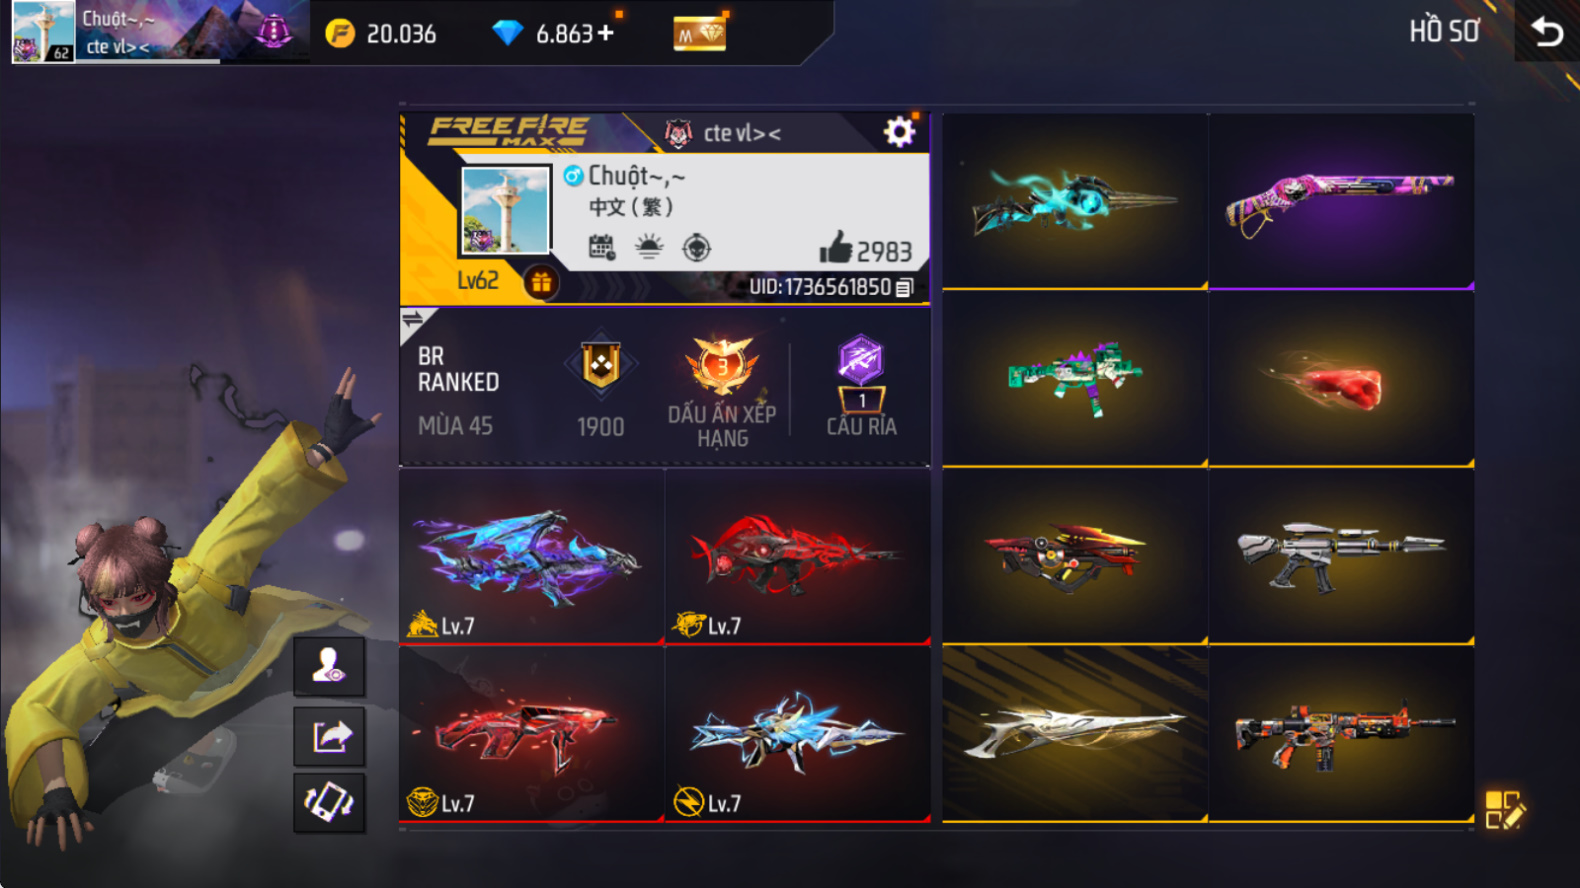 Chuột~,~
cte vl><
62
20.036
6.863+
M
HỒ SƠ
FREE FIRE
MAX
cte vl><
Chuột~,~
中文 ( 繁 )
2983
Lv62
UID:1736561850
BR
RANKED
MÙA 45
1900
3
DẤU ẤN XẾP
HẠNG
1
CÂU RÌA
Lv.7
Lv.7
Lv.7
Lv.7